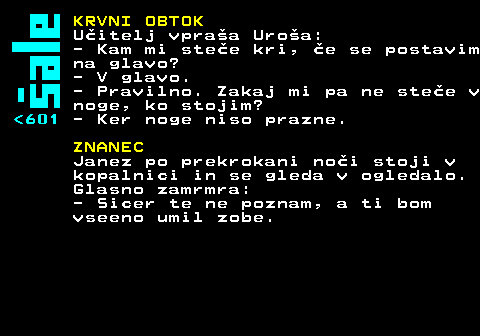 Šale
<601
KRVNI OBTOK
Učitelj vpraša Uroša:
- Kam mi steče kri, če se postavim
na glavo?
- V glavo.
- Pravilno. Zakaj mi pa ne steče v
noge, ko stojim?
- Ker noge niso prazne.
ZNANEC
Janez po prekrokani noči stoji v
kopalnici in se gleda v ogledalo.
Glasno zamrmra:
- Sicer te ne poznam, a ti bom
vseeno umil zobe.